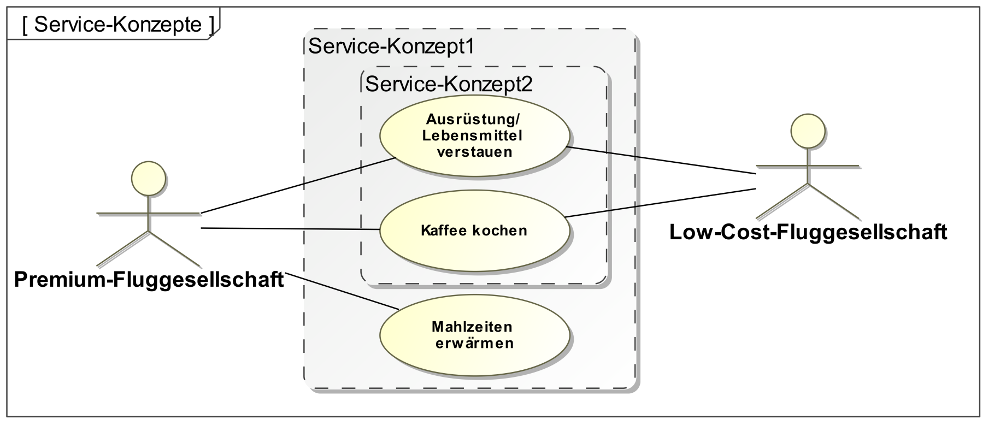 [ Service-Konzepte ]
Service-Konzept1
Service-Konzept2
Ausrüstung/
Lebensmittel
verstauen
Kaffee kochen
Mahlzeiten
erwärmen
Premium-Fluggesellschaft
Low-Cost-Fluggesellschaft